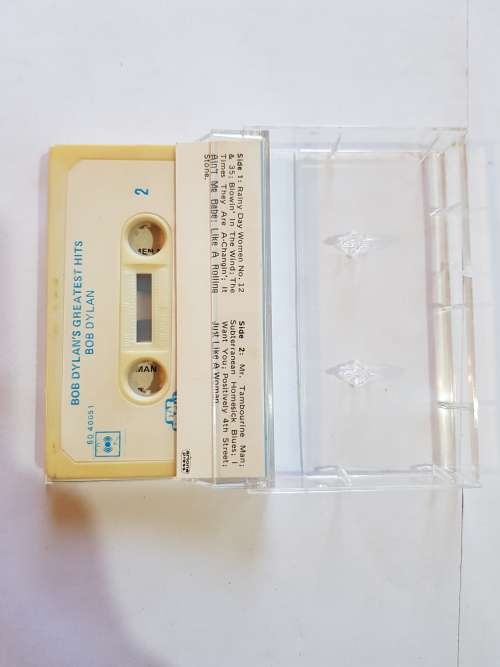 2
BOB DYLAN'S GREATEST HITS
BOB DYLAN
60 40051
Side 1: Rainy Day Women No. 12
& 35; Blowin' In The Wind; The
Times They Are A-Changin'; It
Ain't Me Babe; Like A Rolling
Stone.
Side 2: Mr. Tambourine Man;
Subterranean Homesick Blues; I
Want You; Positively 4th Street;
Just Like A Woman
MEN
MAN